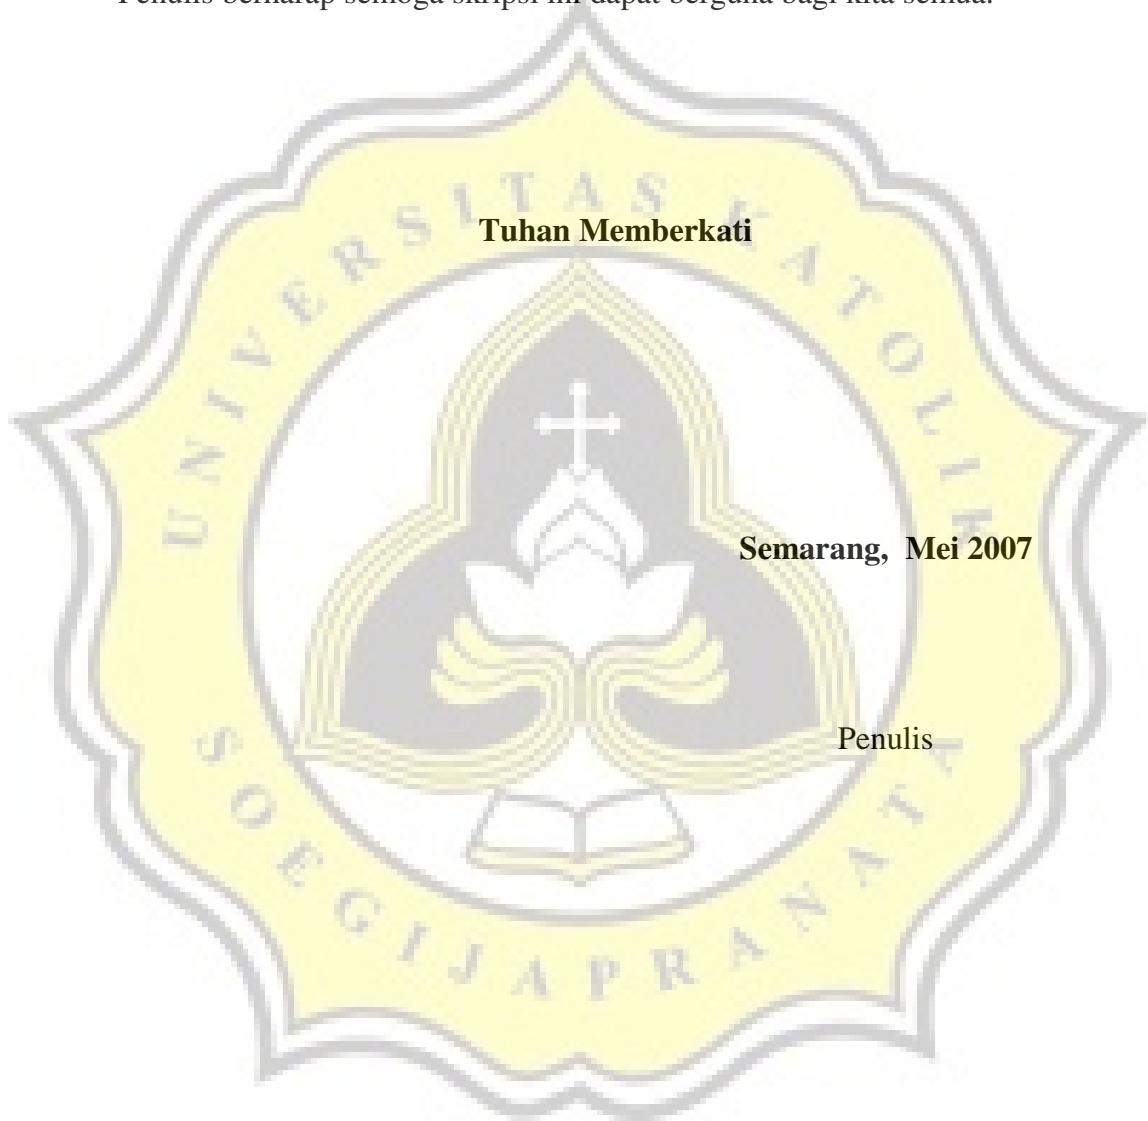 Penulis berharap semoga skripsi ini dapat berguna bagi kita semua.
UNIVERSITAS KATOLIK
Tuhan Memberkati
Semarang, Mei 2007
Penulis
SOEGIJAPRANATA